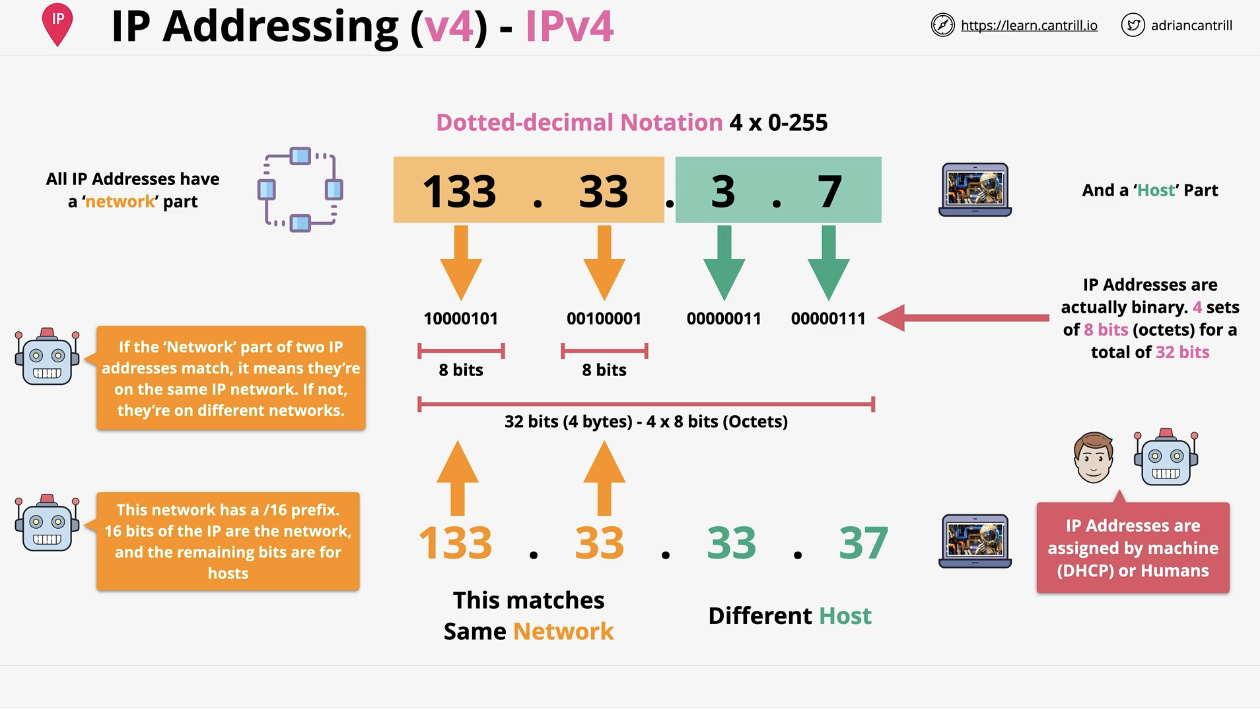 IP
IP Addressing (v4) - IPv4
https://learn.cantrill.io
adriancantrill
Dotted-decimal Notation 4 x 0-255
All IP Addresses have
a ‘network’ part
133 . 33 . 3 . 7
And a ‘Host’ Part
10000101 00100001 00000011 00000111
IP Addresses are
actually binary. 4 sets
of 8 bits (octets) for a
total of 32 bits
8 bits 8 bits
If the ‘Network’ part of two IP
addresses match, it means they’re
on the same IP network. If not,
they’re on different networks.
32 bits (4 bytes) - 4 x 8 bits (Octets)
This network has a /16 prefix.
16 bits of the IP are the network,
and the remaining bits are for
hosts
133 . 33 . 33 . 37
IP Addresses are
assigned by machine
(DHCP) or Humans
This matches
Same Network
Different Host